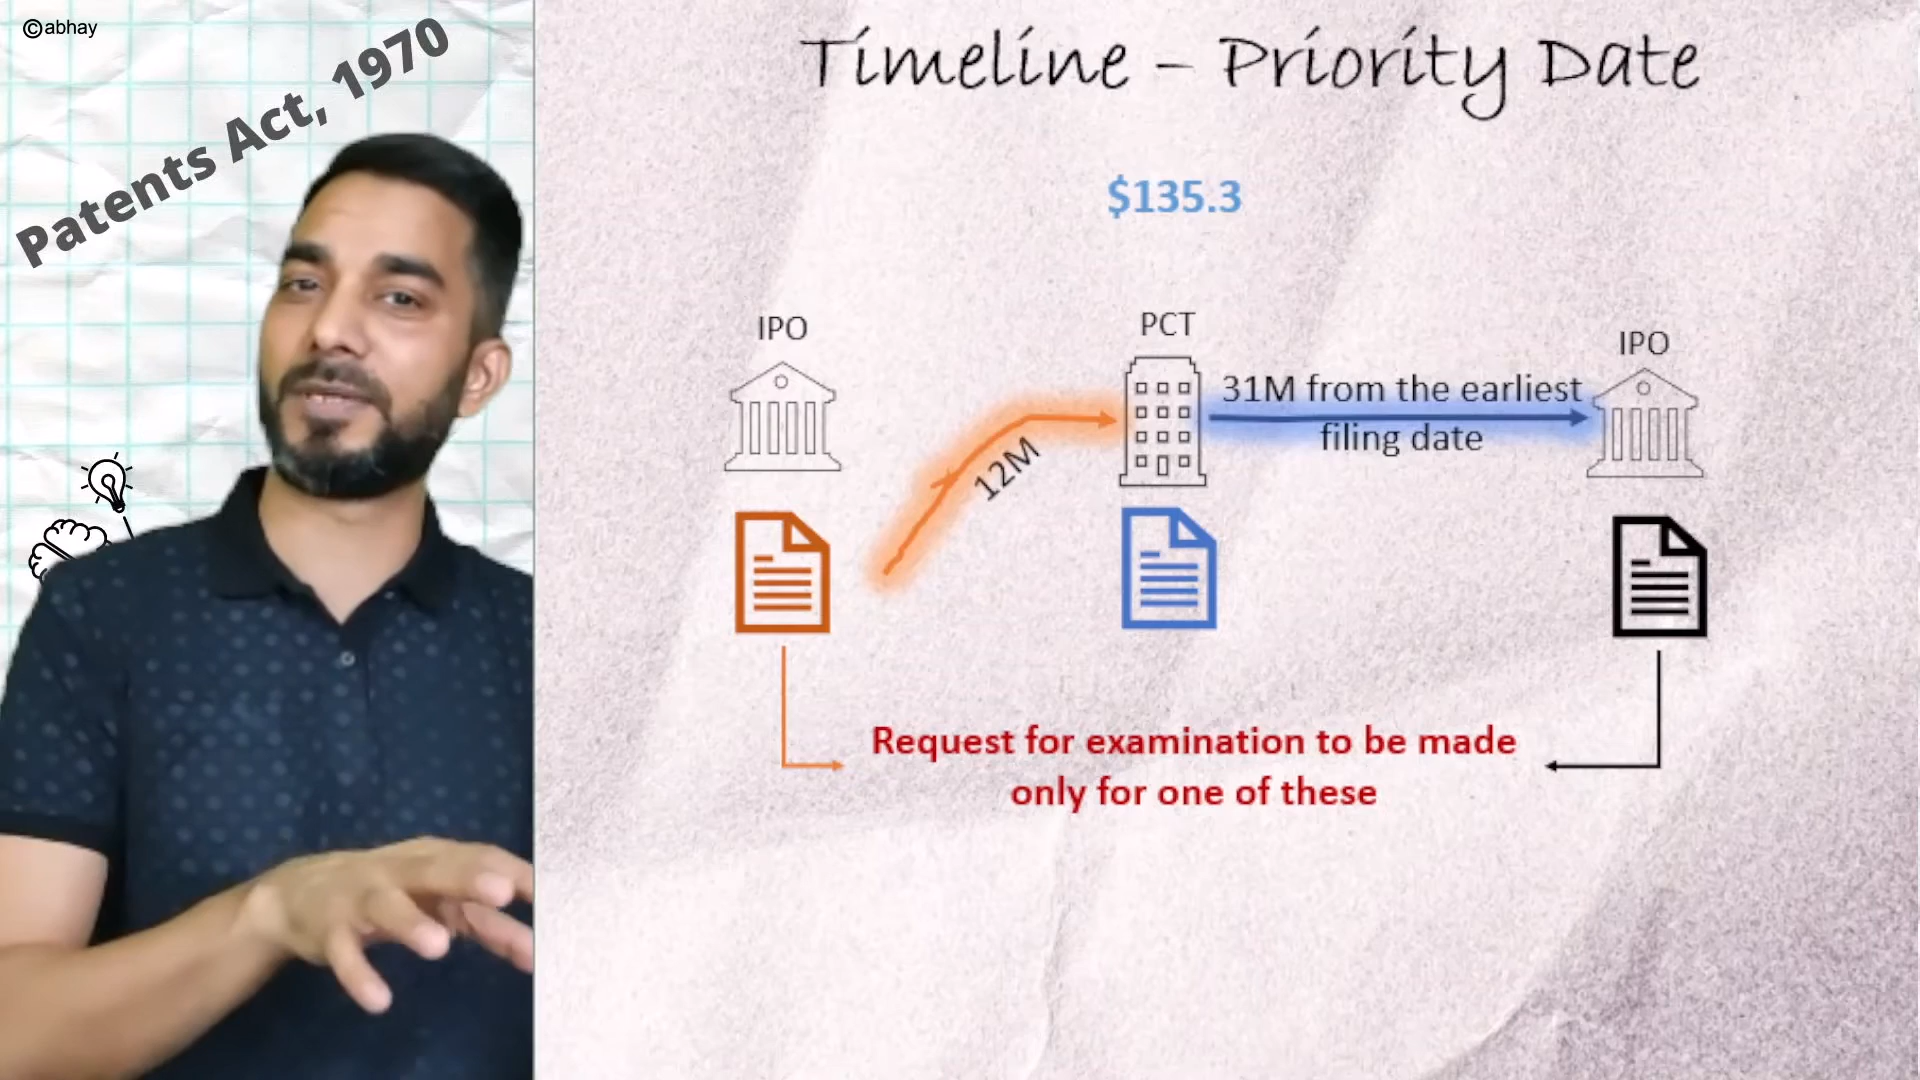 ©abhay
Patents Act, 1970
Timeline – Priority Date
$135.3
IPO
PCT
IPO
12M
31M from the earliest
filing date
Request for examination to be made
only for one of these